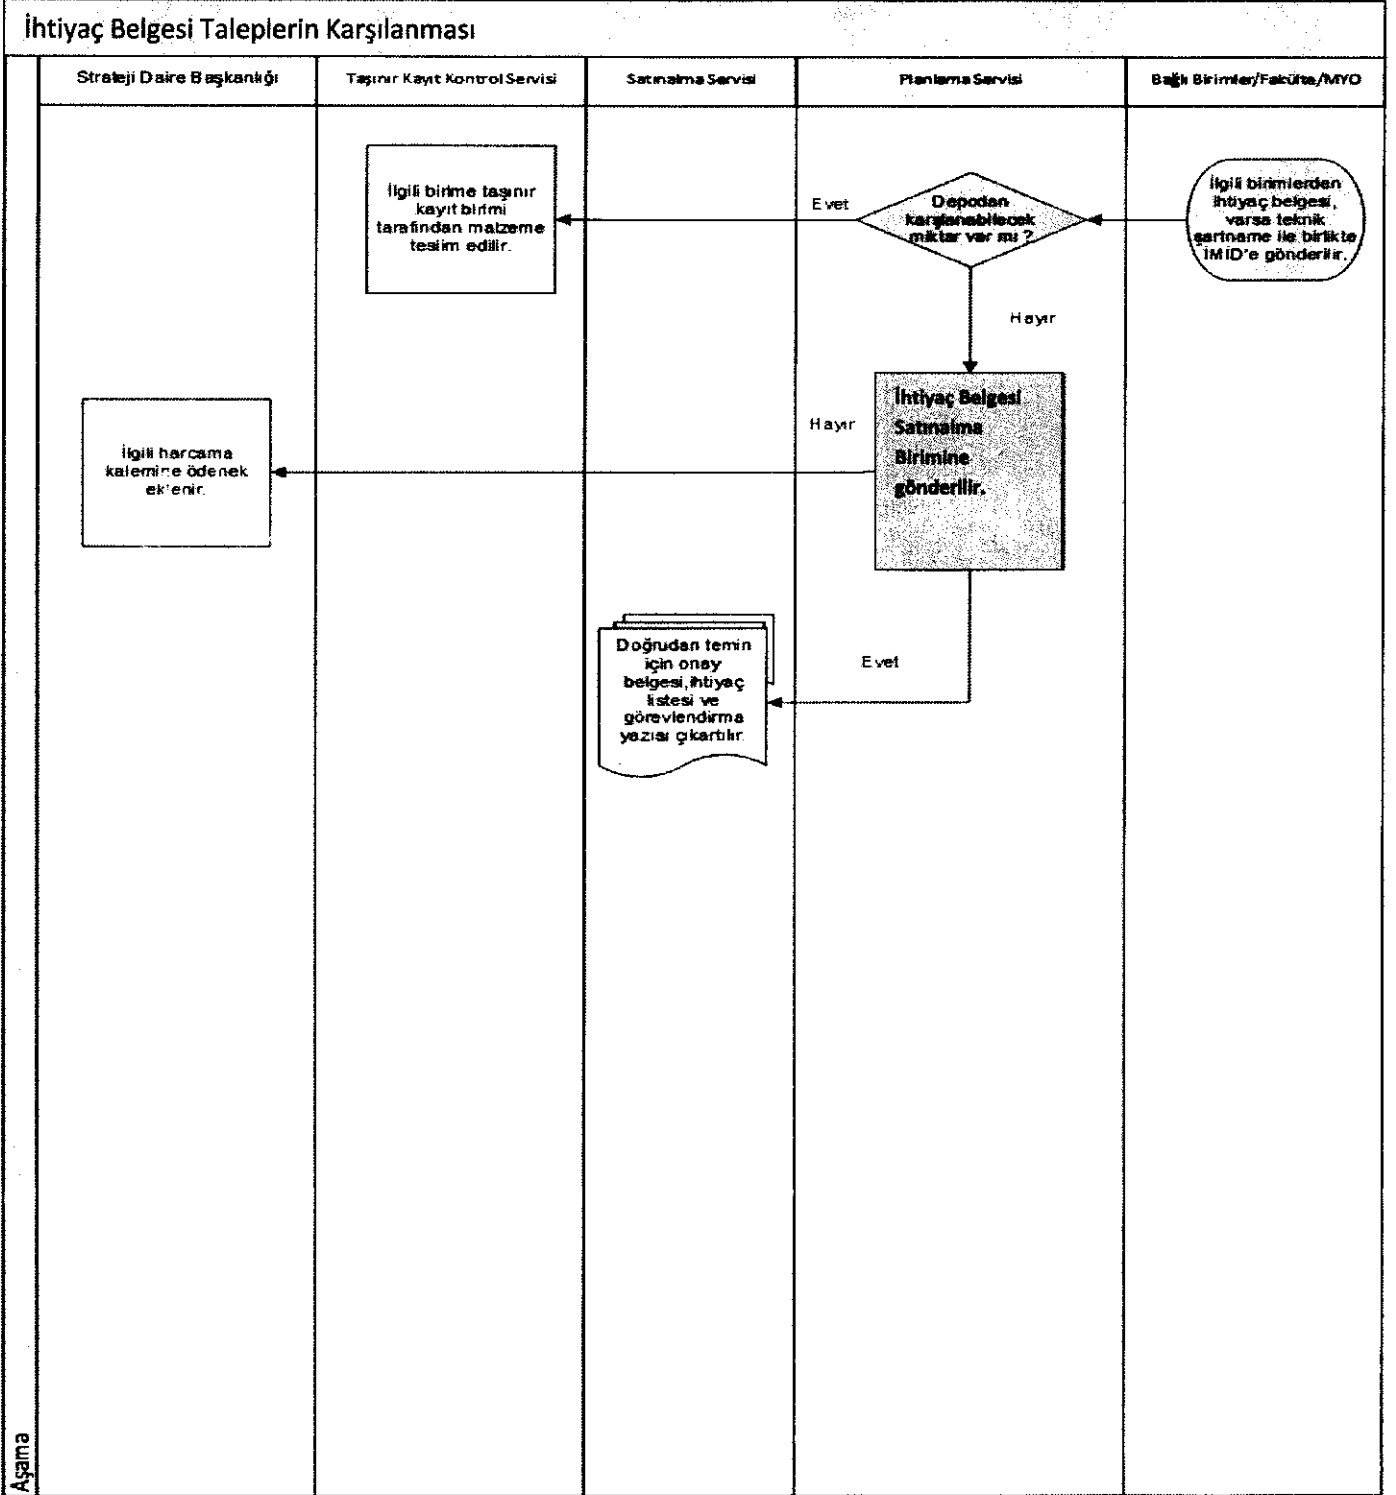 İhtiyaç Belgesi Taleplerin Karşılanması
Strateji Daire Başkanlığı
Taşınır Kayıt Kontrol Servisi
Satınalma Servisi
Planlama Servisi
Bağlı Birimler/Fakülte/MYO
İlgili birime taşınır
kayıt birimi
tarafından malzeme
teslim edilir.
Evet
Depodan
karşılanabilecek
miktar var mı ?
İlgili birimlerden
ihtiyaç belgesi,
varsa teknik
şartname ile birlikte
İMİD'e gönderilir.
Hayır
İlgili harcama
kalemine ödenek
eklenir.
Hayır
İhtiyaç Belgesi
Satınalma
Birimine
gönderilir.
Doğrudan temin
için onay
belgesi,ihtiyaç
listesi ve
görevlendirma
yazısı çıkartılır.
Evet
Aşama